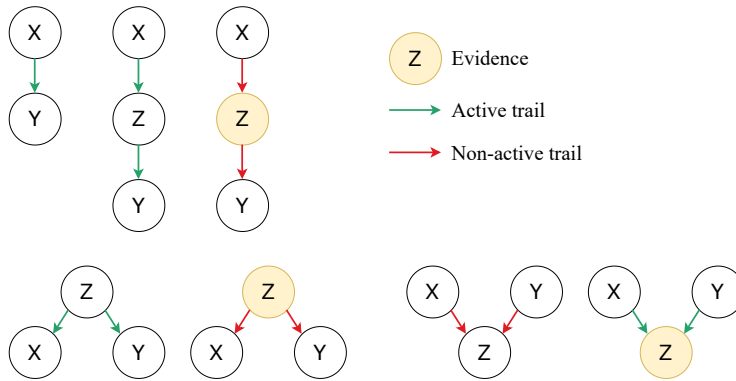 X X X
Z Evidence
Y Z Z
Active trail
Non-active trail
Y Y
Z Z
X Y
X Y
X Y X Y
Z Z